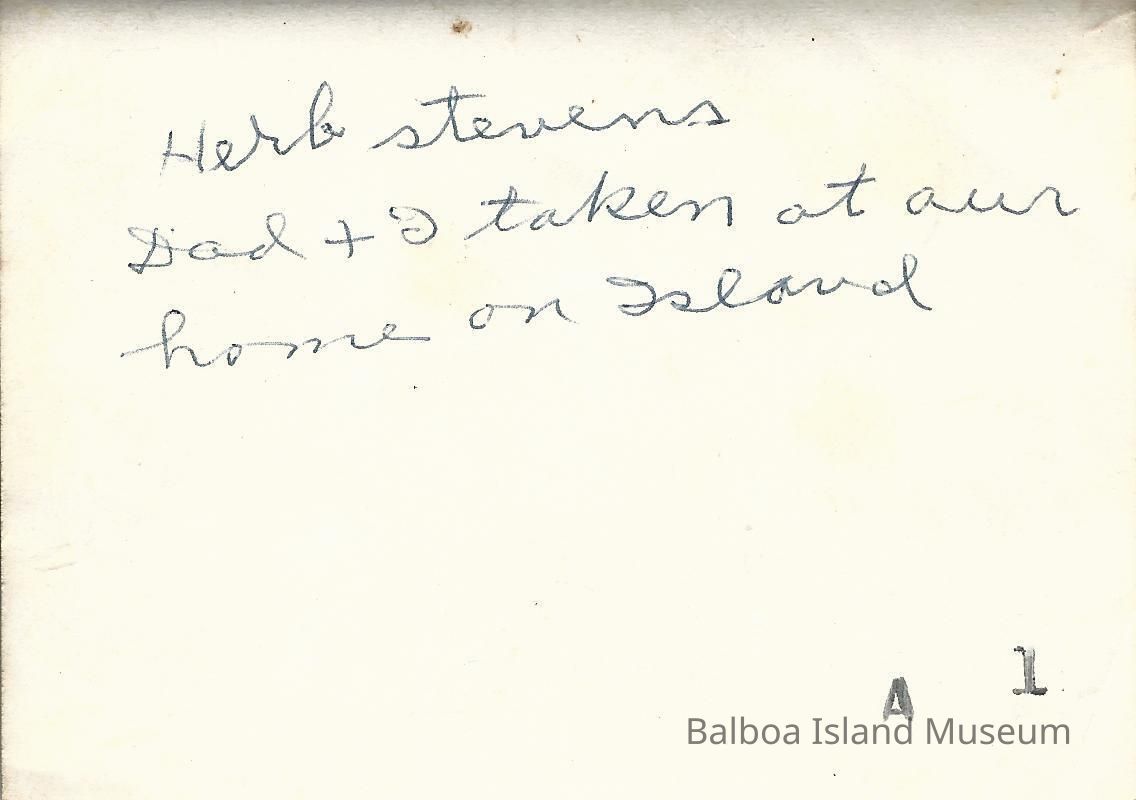 Herb stevens
Dad + I taken at our
home on Island
1
A
Balboa Island Museum